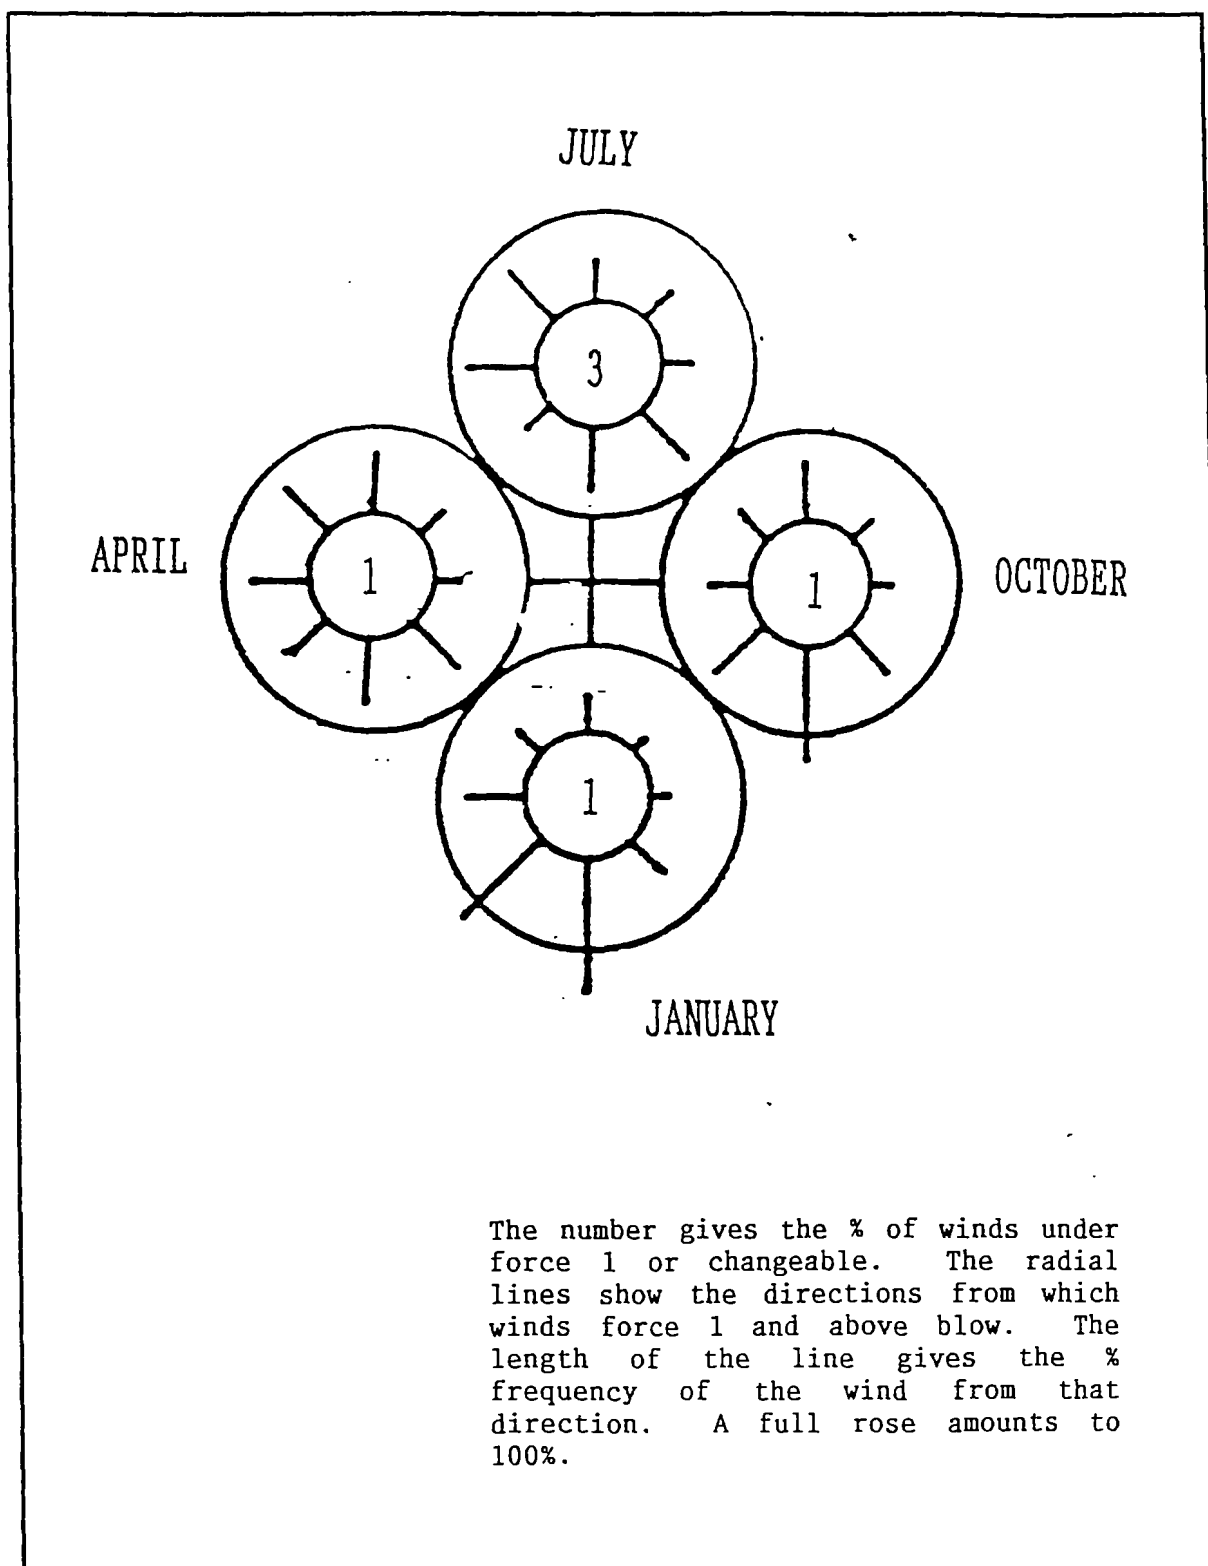 JULY
3
APRIL
1
1
OCTOBER
1
JANUARY
The number gives the % of winds under
force 1 or changeable. The radial
lines show the directions from which
winds force 1 and above blow. The
length of the line gives the %
frequency of the wind from that
direction. A full rose amounts to
100%.